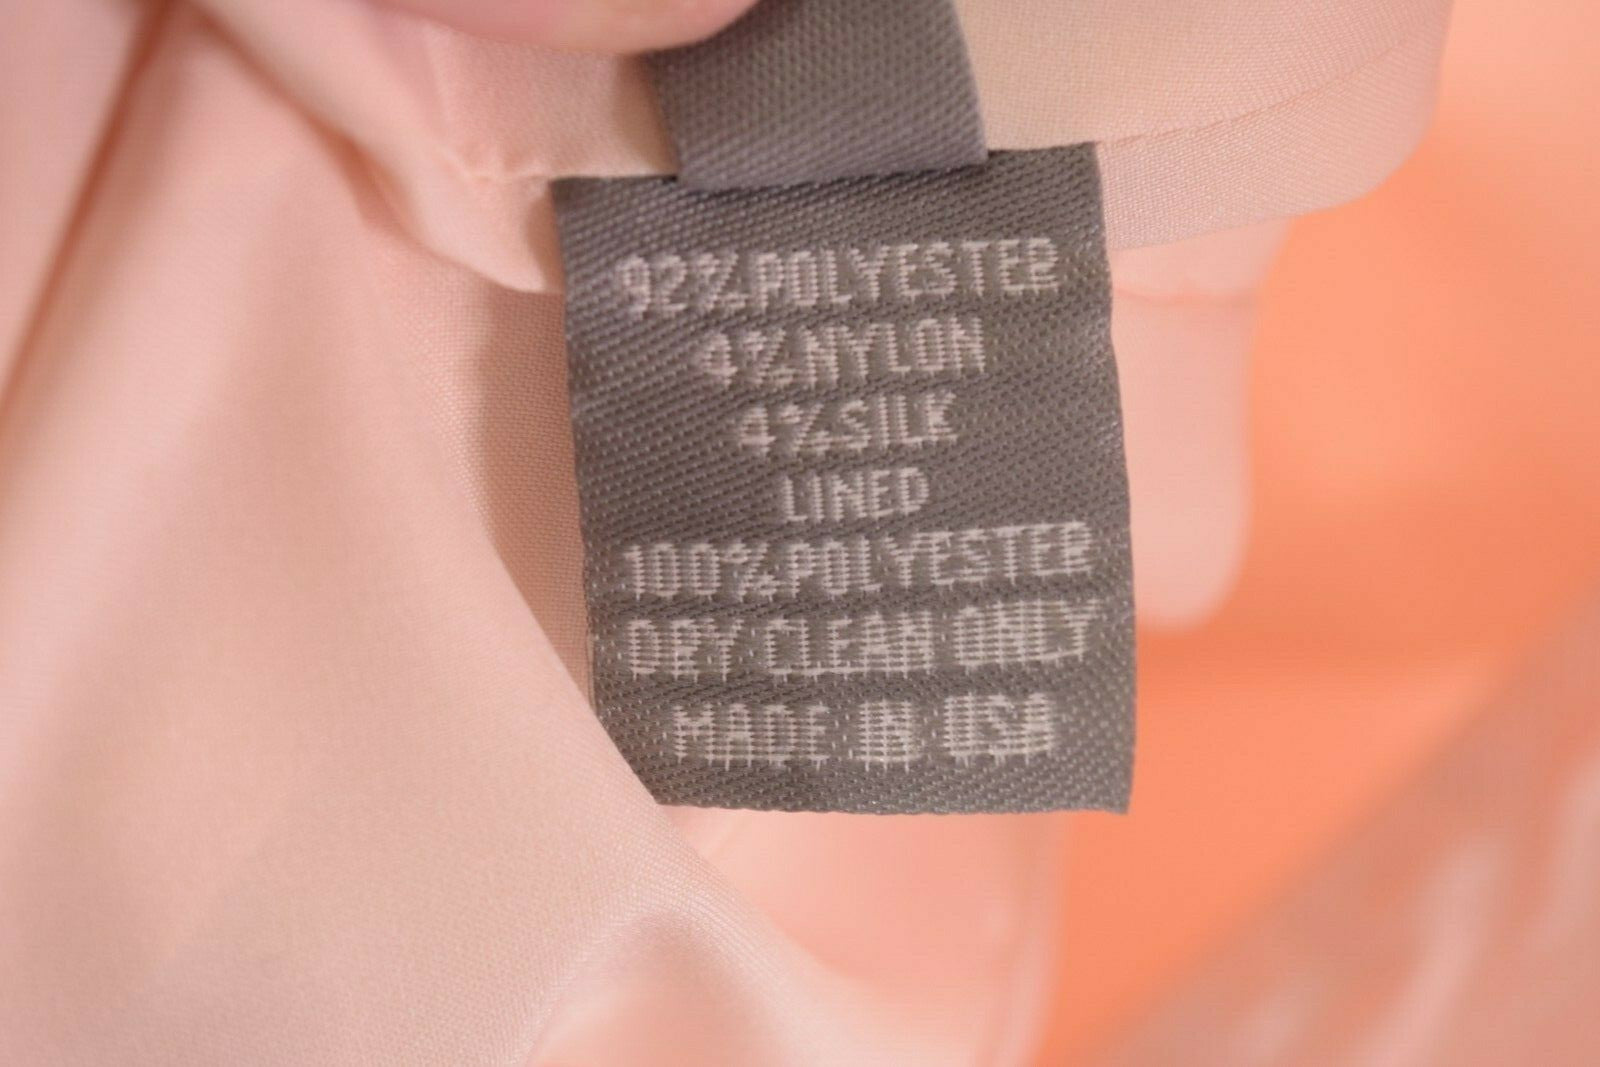 92% POLYESTER
4% NYLON
4% SILK
LINED
100% POLYESTER
DRY CLEAN ONLY
MADE IN USA